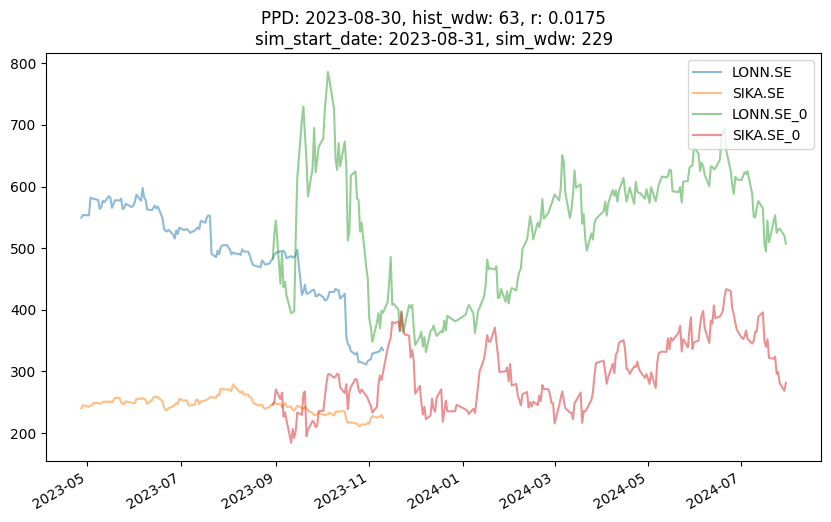 PPD: 2023-08-30, hist_wdw: 63, r: 0.0175
sim_start_date: 2023-08-31, sim_wdw: 229
LONN.SE
SIKA.SE
LONN.SE_0
SIKA.SE_0
800
700
600
500
400
300
200
2023-05
2023-07
2023-09
2023-11
2024-01
2024-03
2024-05
2024-07